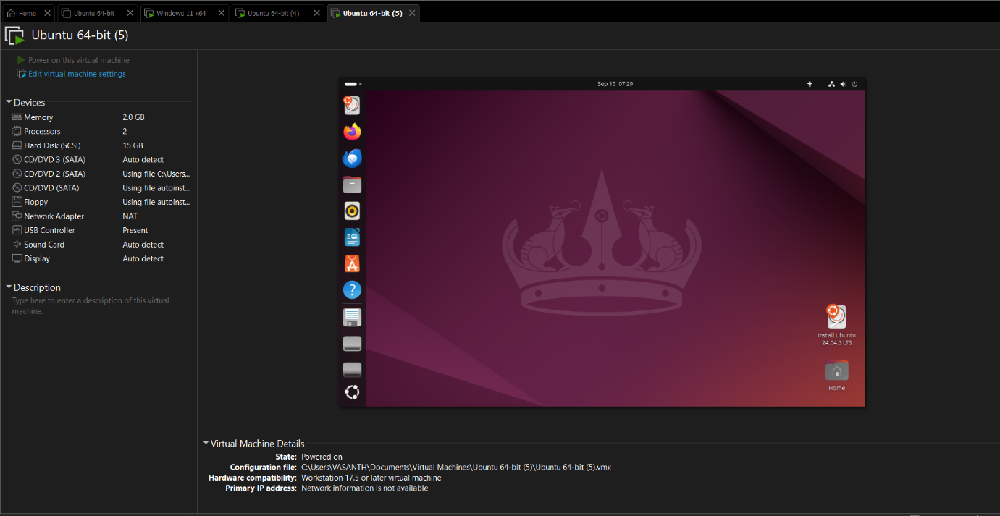 Home
Ubuntu 64-bit
Windows 11 x64
Ubuntu 64-bit (4)
Ubuntu 64-bit (5)
Ubuntu 64-bit (5)
Power on this virtual machine
Edit virtual machine settings
Devices
Memory 2.0 GB
Processors 2
Hard Disk (SCSI) 15 GB
CD/DVD 3 (SATA) Auto detect
CD/DVD 2 (SATA) Using file C:\Users...
CD/DVD (SATA) Using file autoinst...
Floppy Using file autoinst...
Network Adapter NAT
USB Controller Present
Sound Card Auto detect
Display Auto detect
Description
Type here to enter a description of this virtual
machine.
Sep 15 07:29
Install Ubuntu
24.04.3 LTS
Home
Virtual Machine Details
State: Powered on
Configuration file: C:\Users\VASANTH\Documents\Virtual Machines\Ubuntu 64-bit (5)\Ubuntu 64-bit (5).vmx
Hardware compatibility: Workstation 17.5 or later virtual machine
Primary IP address: Network information is not available